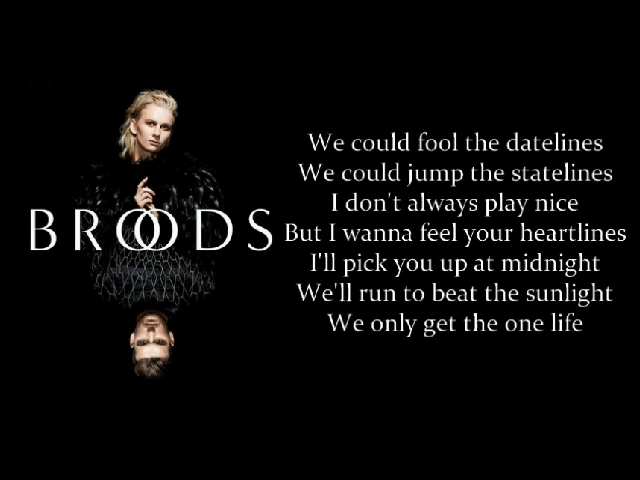 BROODS
We could fool the datelines
We could jump the statelines
I don't always play nice
But I wanna feel your heartlines
I'll pick you up at midnight
We'll run to beat the sunlight
We only get the one life